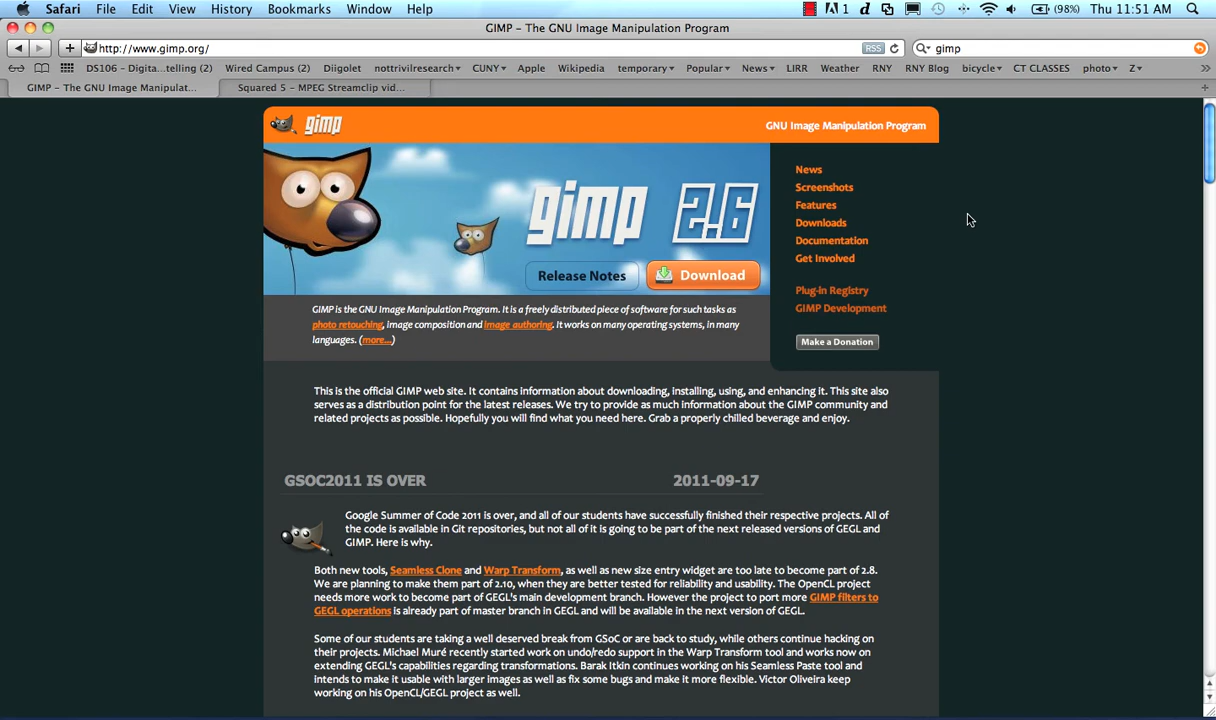 Safari File Edit View History Bookmarks Window Help 1 (98%) Thu 11:51 AM
GIMP – The GNU Image Manipulation Program
http://www.gimp.org/ RSS gimp
DS106 – Digita...telling (2) Wired Campus (2) Diigolet nottrivilresearch CUNY Apple Wikipedia temporary Popular News LIRR Weather RNY RNY Blog bicycle CT CLASSES photo Z
GIMP – The GNU Image Manipulat... Squared 5 – MPEG Streamclip vid...
gimp GNU Image Manipulation Program
gimp 2.6
Release Notes Download
News
Screenshots
Features
Downloads
Documentation
Get Involved
Plug-in Registry
GIMP Development
Make a Donation
GIMP is the GNU Image Manipulation Program. It is a freely distributed piece of software for such tasks as
photo retouching, image composition and image authoring. It works on many operating systems, in many
languages. (more...)
This is the official GIMP web site. It contains information about downloading, installing, using, and enhancing it. This site also
serves as a distribution point for the latest releases. We try to provide as much information about the GIMP community and
related projects as possible. Hopefully you will find what you need here. Grab a properly chilled beverage and enjoy.
GSOC2011 IS OVER 2011-09-17
Google Summer of Code 2011 is over, and all of our students have successfully finished their respective projects. All of
the code is available in Git repositories, but not all of it is going to be part of the next released versions of GEGL and
GIMP. Here is why.
Both new tools, Seamless Clone and Warp Transform, as well as new size entry widget are too late to become part of 2.8.
We are planning to make them part of 2.10, when they are better tested for reliability and usability. The OpenCL project
needs more work to become part of GEGL's main development branch. However the project to port more GIMP filters to
GEGL operations is already part of master branch in GEGL and will be available in the next version of GEGL.
Some of our students are taking a well deserved break from GSoC or are back to study, while others continue hacking on
their projects. Michael Muré recently started work on undo/redo support in the Warp Transform tool and works now on
extending GEGL's capabilities regarding transformations. Barak Itkin continues working on his Seamless Paste tool and
intends to make it usable with larger images as well as fix some bugs and make it more flexible. Victor Oliveira keep
working on his OpenCL/GEGL project as well.